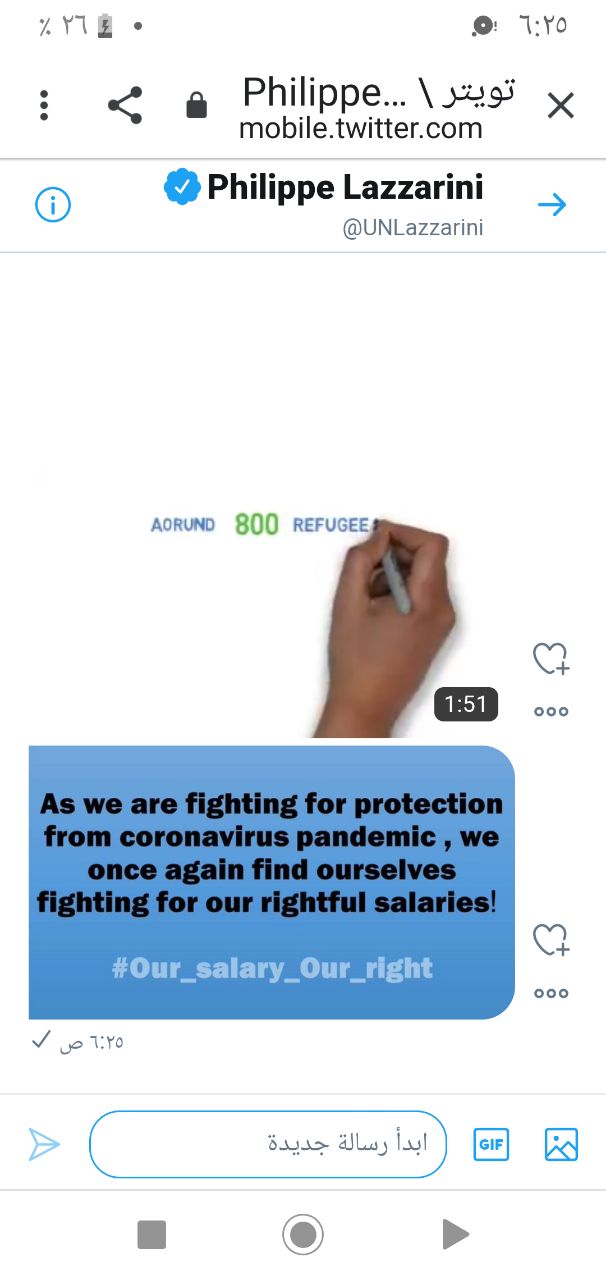 ٪ ٢٦
٦:٢٥
Philippe... \ تويتر
mobile.twitter.com
Philippe Lazzarini
@UNLazzarini
AORUND 800 REFUGEES
1:51
As we are fighting for protection
from coronavirus pandemic , we
once again find ourselves
fighting for our rightful salaries!
#Our_salary_Our_right
٦:٢٥ ص
ابدأ رسالة جديدة
GIF